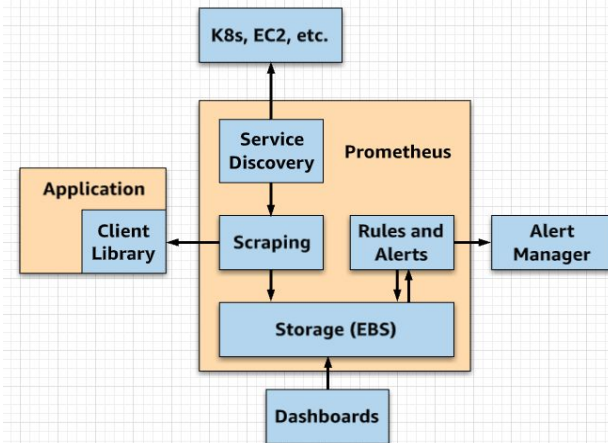 K8s, EC2, etc.
Service
Discovery
Prometheus
Application
Client
Library
Scraping
Rules and
Alerts
Alert
Manager
Storage (EBS)
Dashboards